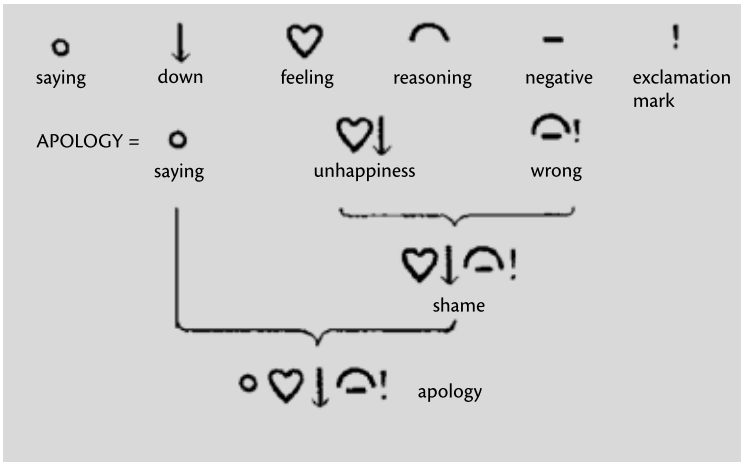 saying down feeling reasoning negative exclamation
mark
APOLOGY =
saying unhappiness wrong
shame
apology